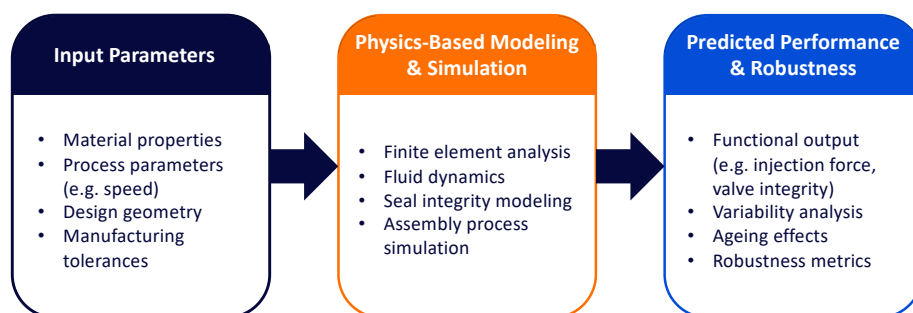 Input Parameters
• Material properties
• Process parameters
(e.g. speed)
• Design geometry
• Manufacturing
tolerances
Physics-Based Modeling
& Simulation
• Finite element analysis
• Fluid dynamics
• Seal integrity modeling
• Assembly process
simulation
Predicted Performance
& Robustness
• Functional output
(e.g. injection force,
valve integrity)
• Variability analysis
• Ageing effects
• Robustness metrics